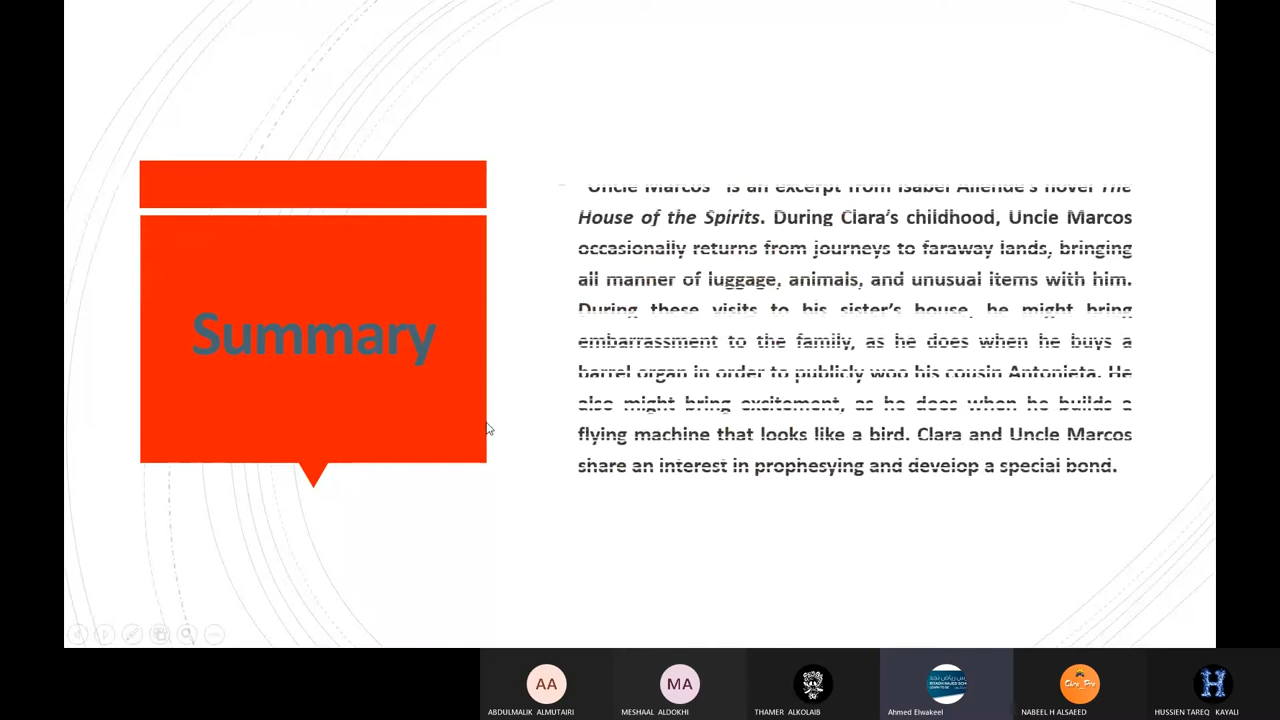 Summary
"Uncle Marcos" is an excerpt from Isabel Allende's novel The
House of the Spirits. During Clara's childhood, Uncle Marcos
occasionally returns from journeys to faraway lands, bringing
all manner of luggage, animals, and unusual items with him.
During these visits to his sister's house, he might bring
embarrassment to the family, as he does when he buys a
barrel organ in order to publicly woo his cousin Antonieta. He
also might bring excitement, as he does when he builds a
flying machine that looks like a bird. Clara and Uncle Marcos
share an interest in prophesying and develop a special bond.
AA
MA
H
ABDULMALIK ALMUTAIRI
MESHAAL ALDOKHI
THAMER ALKOLAIB
Ahmed Elwakeel
NABEEL H ALSAEED
HUSSIEN TAREQ KAYALI